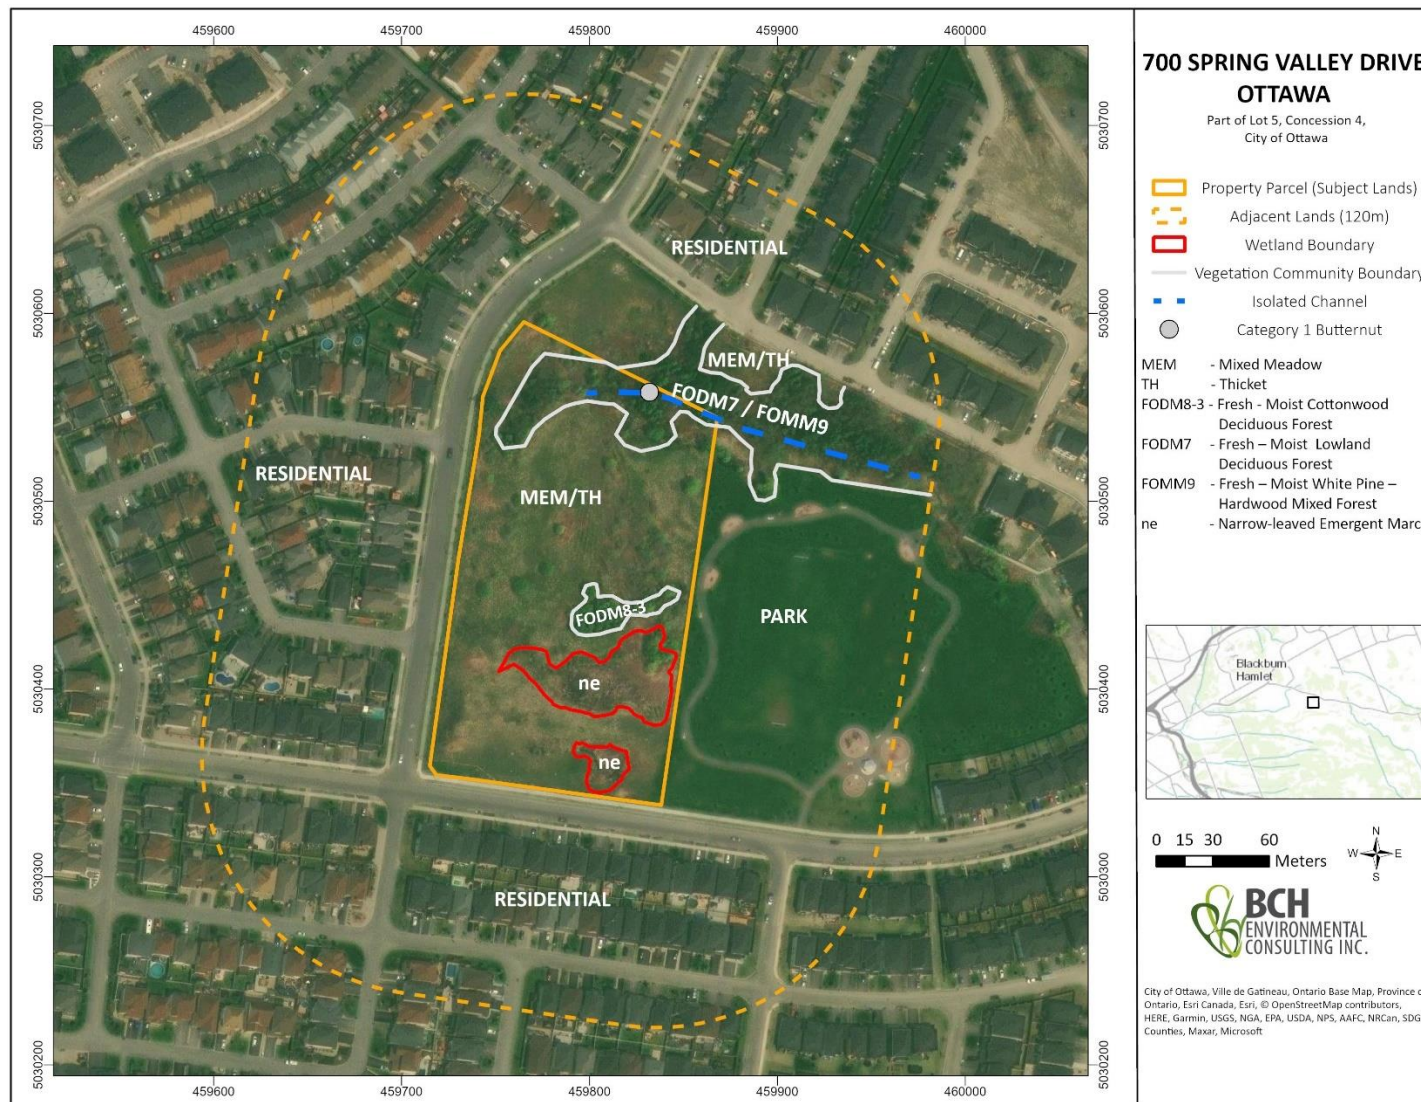 459600 459700 459800 459900 460000
5030700 5030700
RESIDENTIAL
5030600 5030600
MEM/TH
FODM7 / FOMM9
RESIDENTIAL
MEM/TH
5030500 5030500
FODM8-3
PARK
ne
5030400 5030400
ne
5030300 5030300
RESIDENTIAL
5030200 5030200
459600 459700 459800 459900 460000
700 SPRING VALLEY DRIVE
OTTAWA
Part of Lot 5, Concession 4,
City of Ottawa
Property Parcel (Subject Lands)
Adjacent Lands (120m)
Wetland Boundary
Vegetation Community Boundary
Isolated Channel
Category 1 Butternut
MEM - Mixed Meadow
TH - Thicket
FODM8-3 - Fresh - Moist Cottonwood
Deciduous Forest
FODM7 - Fresh – Moist Lowland
Deciduous Forest
FOMM9 - Fresh – Moist White Pine –
Hardwood Mixed Forest
ne - Narrow-leaved Emergent Marc
Blackburn
Hamlet
0 15 30 60
Meters
N
W E
S
BCH
ENVIRONMENTAL
CONSULTING INC.
City of Ottawa, Ville de Gatineau, Ontario Base Map, Province o
Ontario, Esri Canada, Esri, © OpenStreetMap contributors,
HERE, Garmin, USGS, NGA, EPA, USDA, NPS, AAFC, NRCan, SDG
Counties, Maxar, Microsoft